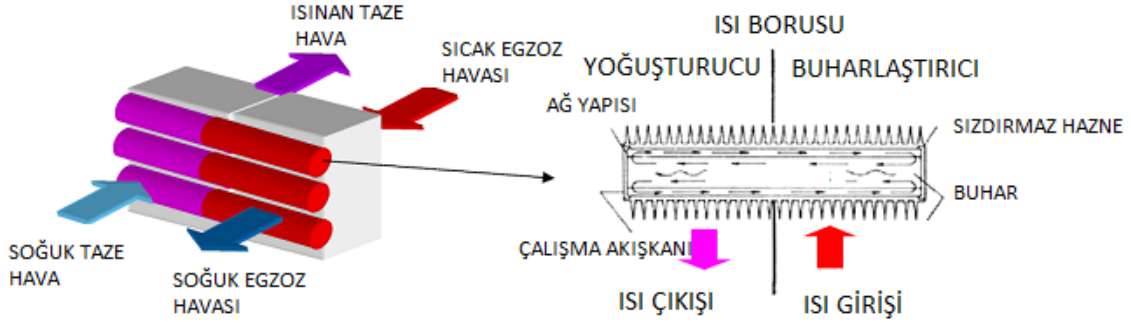 ISINAN TAZE
HAVA
SICAK EGZOZ
HAVASI
SOĞUK TAZE
HAVA
SOĞUK EGZOZ
HAVASI
ISI BORUSU
YOĞUŞTURUCU
BUHARLAŞTIRICI
AĞ YAPISI
SIZDIRMAZ HAZNE
BUHAR
ÇALIŞMA AKIŞKANI
ISI ÇIKIŞI
ISI GİRİŞİ